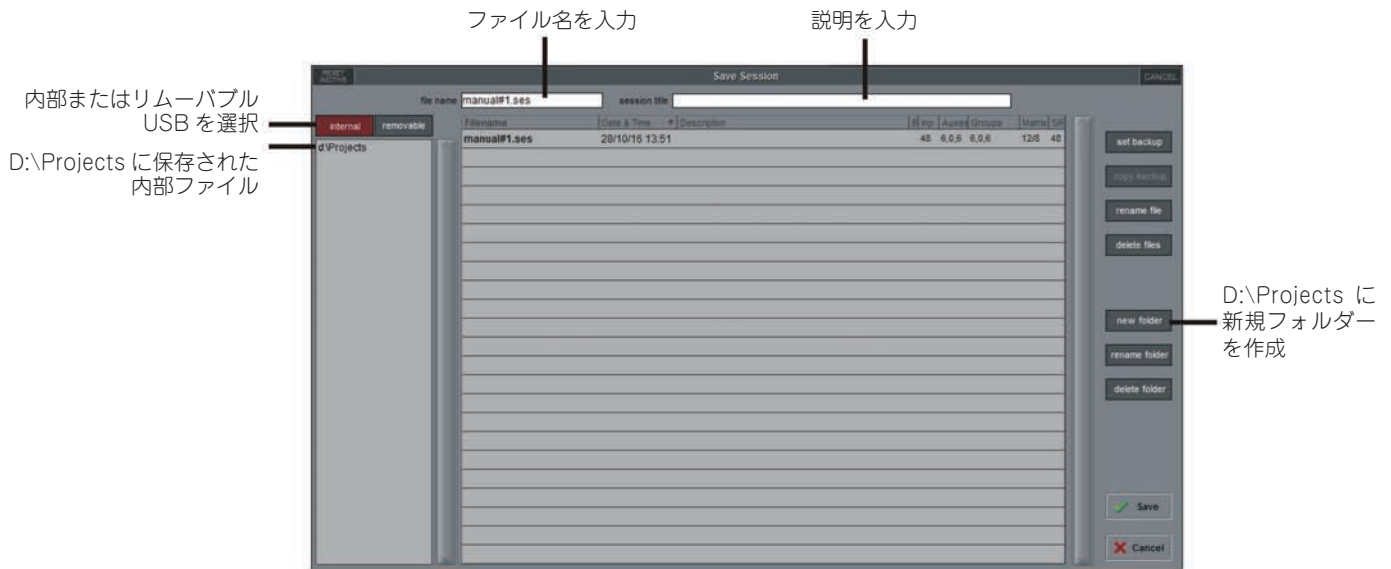 ファイル名を入力
説明を入力
内部またはリムーバブル
USB を選択
D:\Projects に保存された
内部ファイル
Save Session
CANCEL
file name
manual#1.ses
session title
internal
removable
d:\Projects
Filename Date & Time Description Inp Auxes Groups Matrix SR
manual#1.ses 28/10/15 13:51 48 6,0,6 6,0,6 12/8 48
set backup
copy backup
rename file
delete files
new folder
rename folder
delete folder
Save
Cancel
D:\Projects に
新規フォルダー
を作成